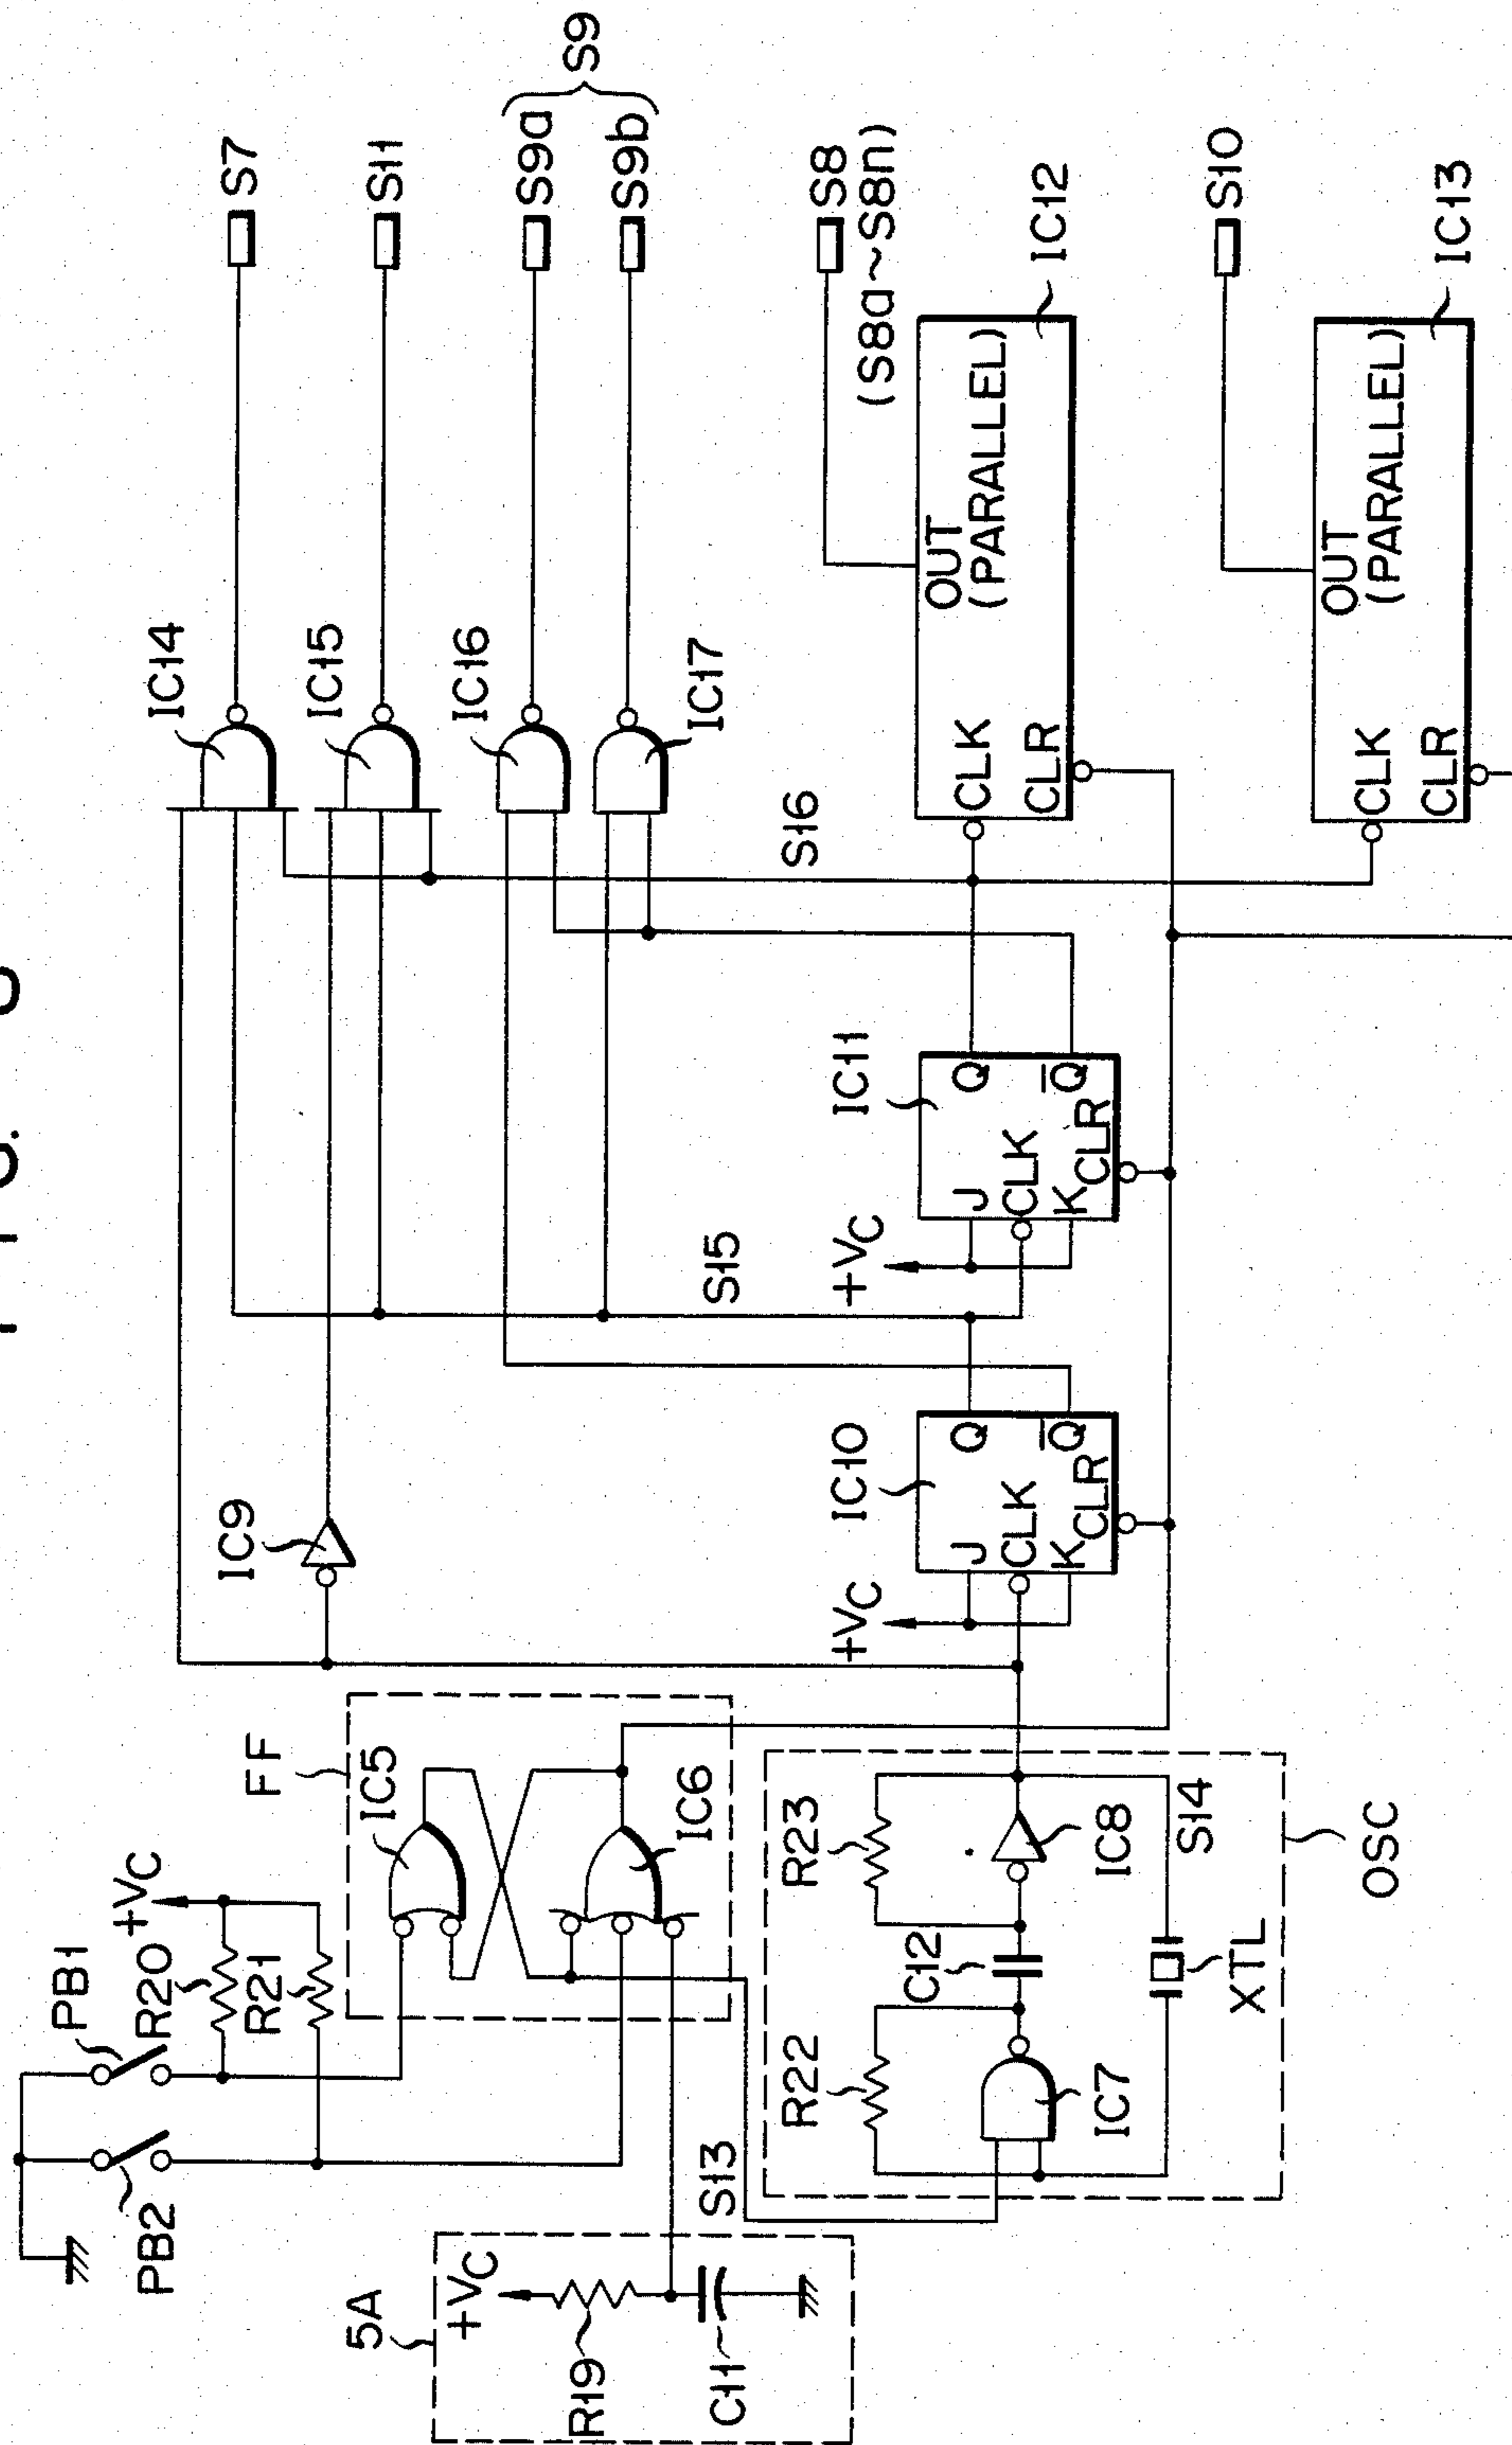 PB1
PB2
+VC
R20
R21
FF
IC5
IC6
5A
+VC
R19
C11
S13
R22
IC7
C12
R23
IC8
S14
XTL
OSC
IC9
IC10
+VC
J
CLK
K
CLR
Q
Q̅
S15
IC11
+VC
J
CLK
K
CLR
Q
Q̅
S16
IC14
IC15
IC16
IC17
S7
S11
S9a
S9b
S9
S8
(S8a~S8n)
IC12
OUT
(PARALLEL)
CLK
CLR
S10
IC13
OUT
(PARALLEL)
CLK
CLR